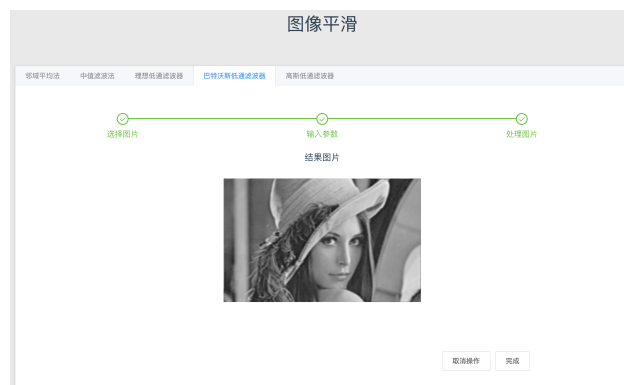 图像平滑
邻域平均法 中值滤波法 理想低通滤波器 巴特沃斯低通滤波器 高斯低通滤波器
选择图片 输入参数 处理图片
结果图片
取消操作 完成